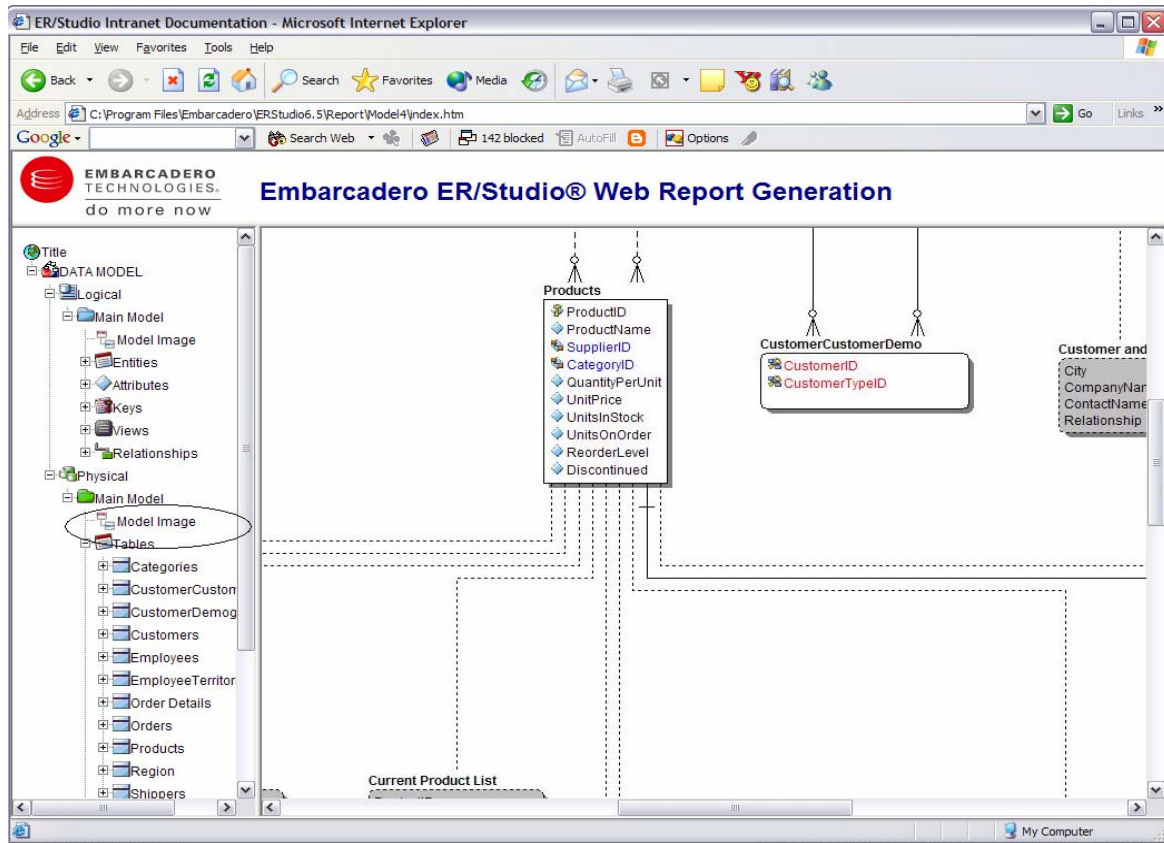 ER/Studio Intranet Documentation - Microsoft Internet Explorer
File Edit View Favorites Tools Help
Back Search Favorites Media
Address C:\Program Files\Embarcadero\ERStudio6.5\Report\Model4\index.htm Go Links »
Google Search Web 142 blocked AutoFill Options
EMBARCADERO
TECHNOLOGIES.
do more now
Embarcadero ER/Studio® Web Report Generation
Title
DATA MODEL
Logical
Main Model
Model Image
Entities
Attributes
Keys
Views
Relationships
Physical
Main Model
Model Image
Tables
Categories
CustomerCustom
CustomerDemog
Customers
Employees
EmployeeTerritor
Order Details
Orders
Products
Region
Shippers
Products
ProductID
ProductName
SupplierID
CategoryID
QuantityPerUnit
UnitPrice
UnitsInStock
UnitsOnOrder
ReorderLevel
Discontinued
CustomerCustomerDemo
CustomerID
CustomerTypeID
Customer and
City
CompanyNam
ContactName
Relationship
Current Product List
My Computer